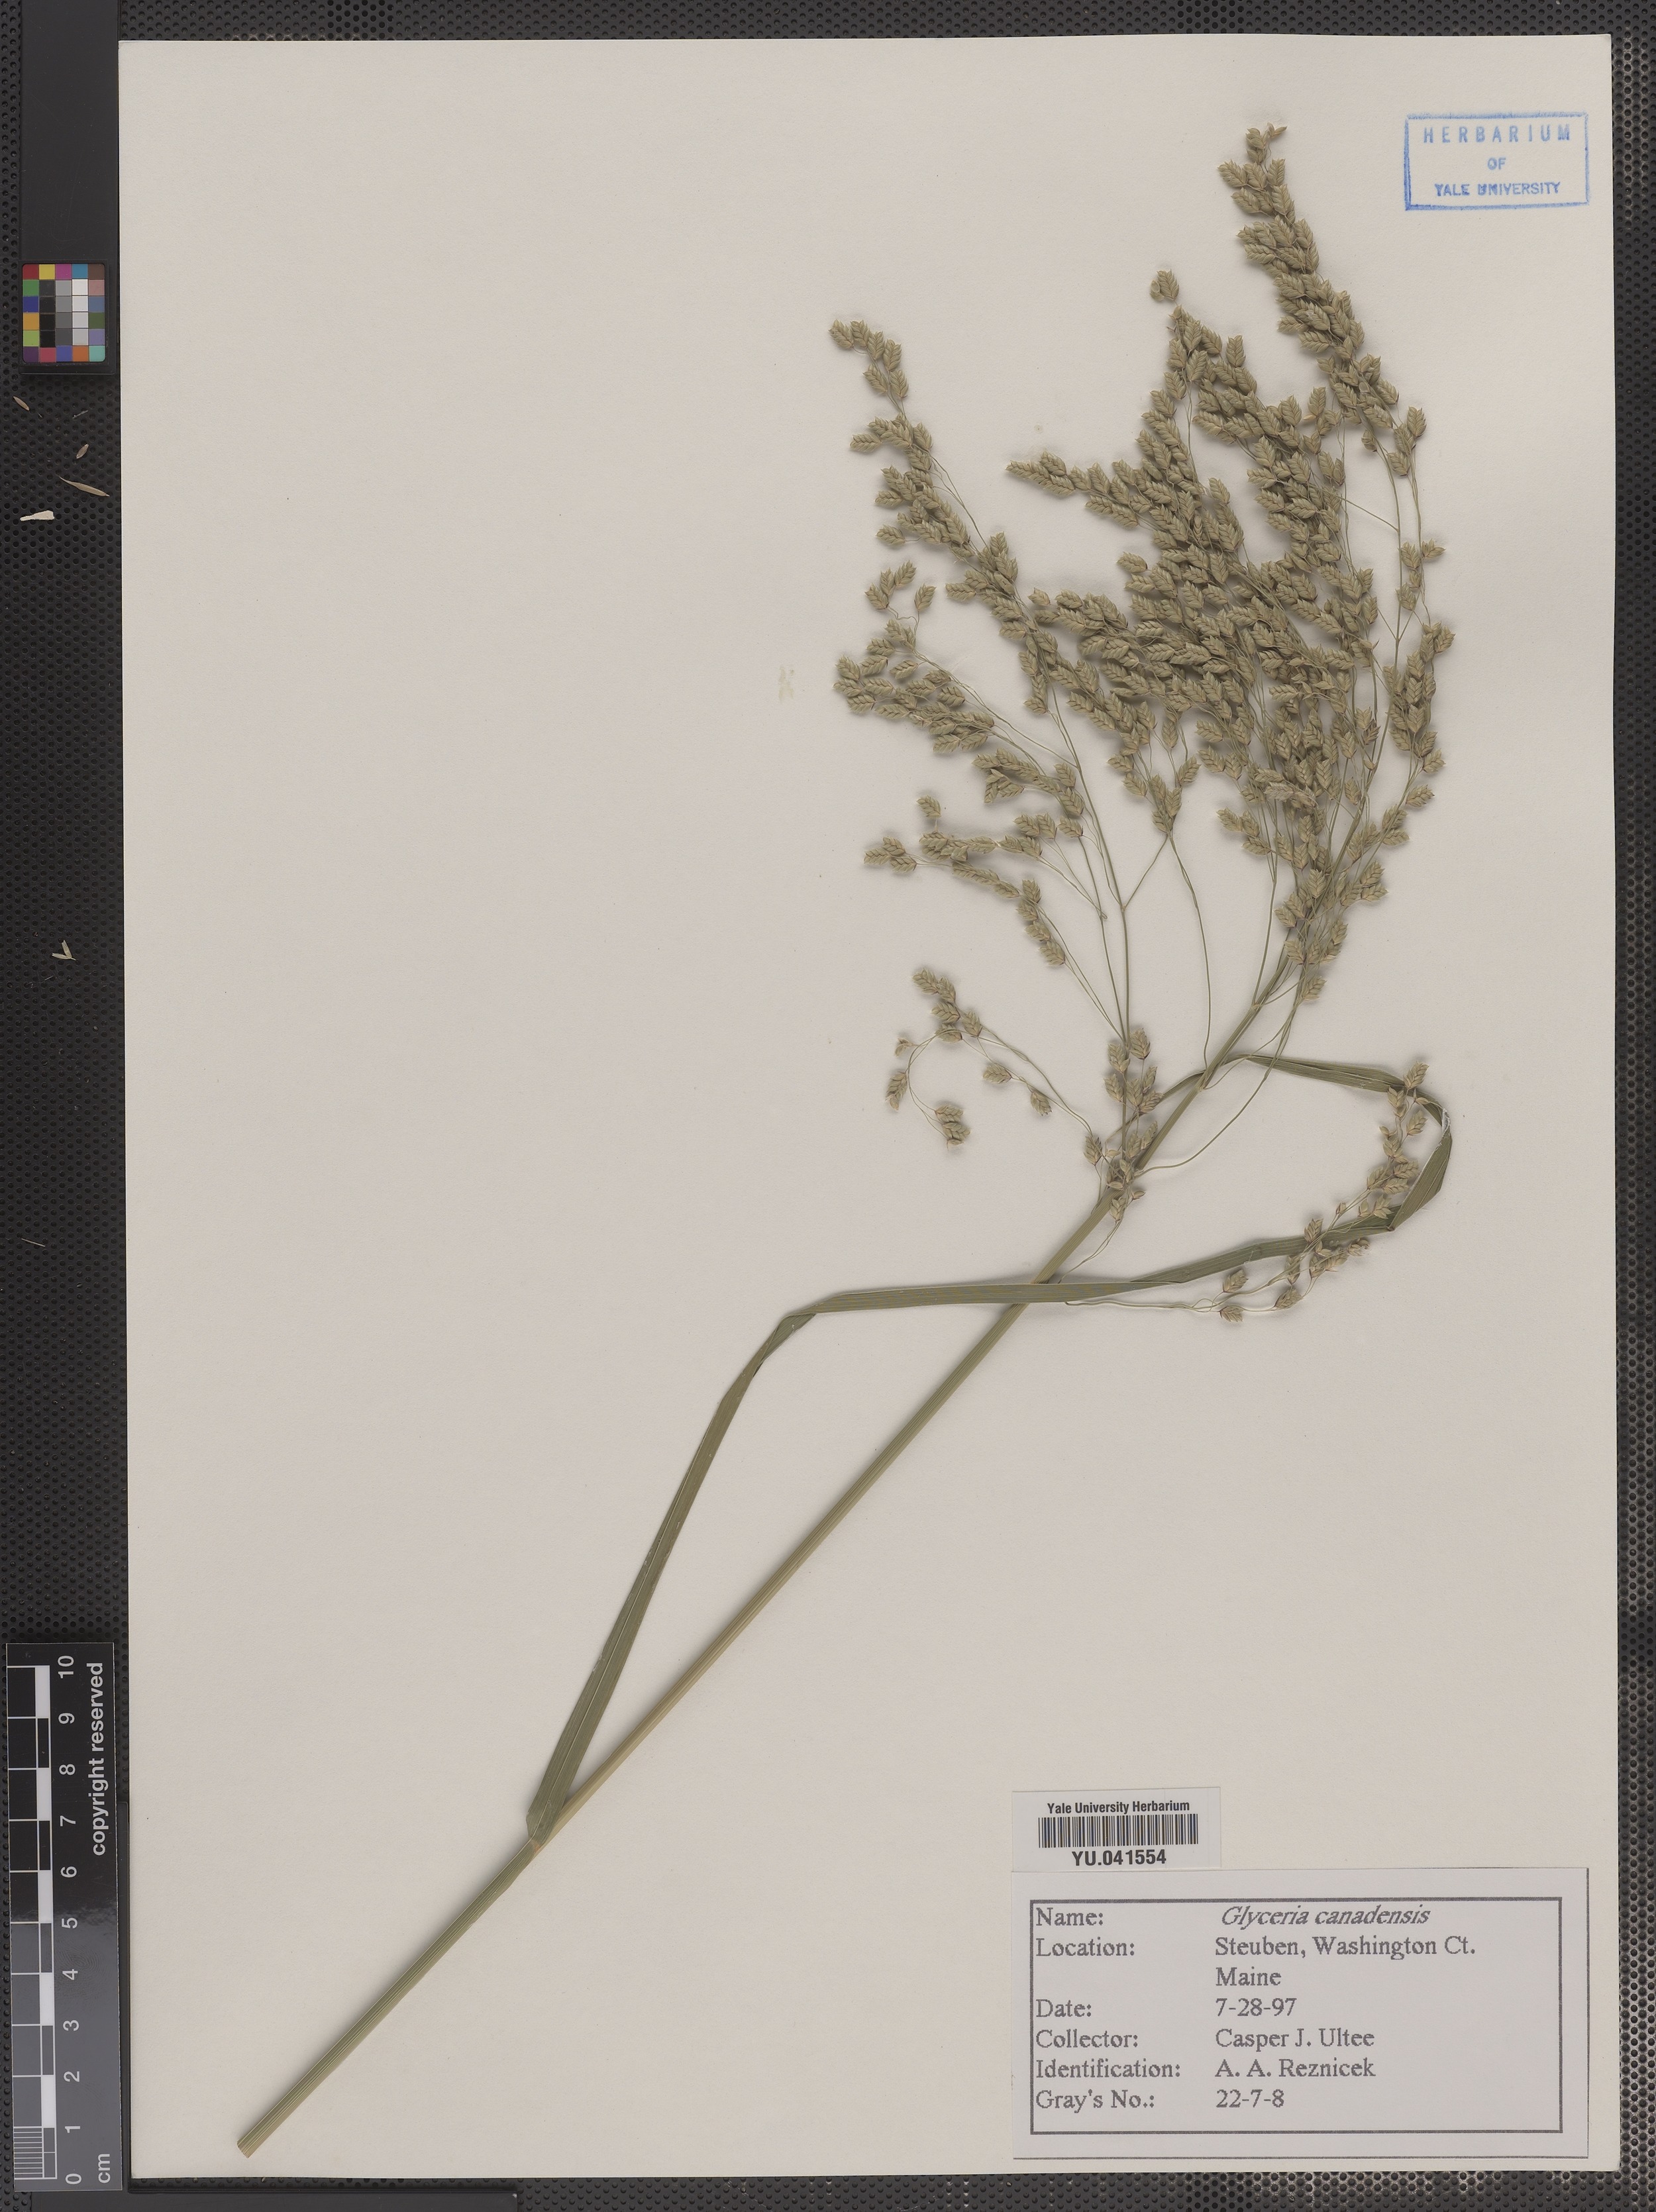 HERBARIUM
OF
YALE UNIVERSITY
10
9
8
7
6
5
4
3
2
1
0
cm
copyright reserved
Yale University Herbarium
YU.041554
Name: Glyceria canadensis
Location: Steuben, Washington Ct.
Maine
Date: 7-28-97
Collector: Casper J. Ultee
Identification: A. A. Reznicek
Gray's No.: 22-7-8